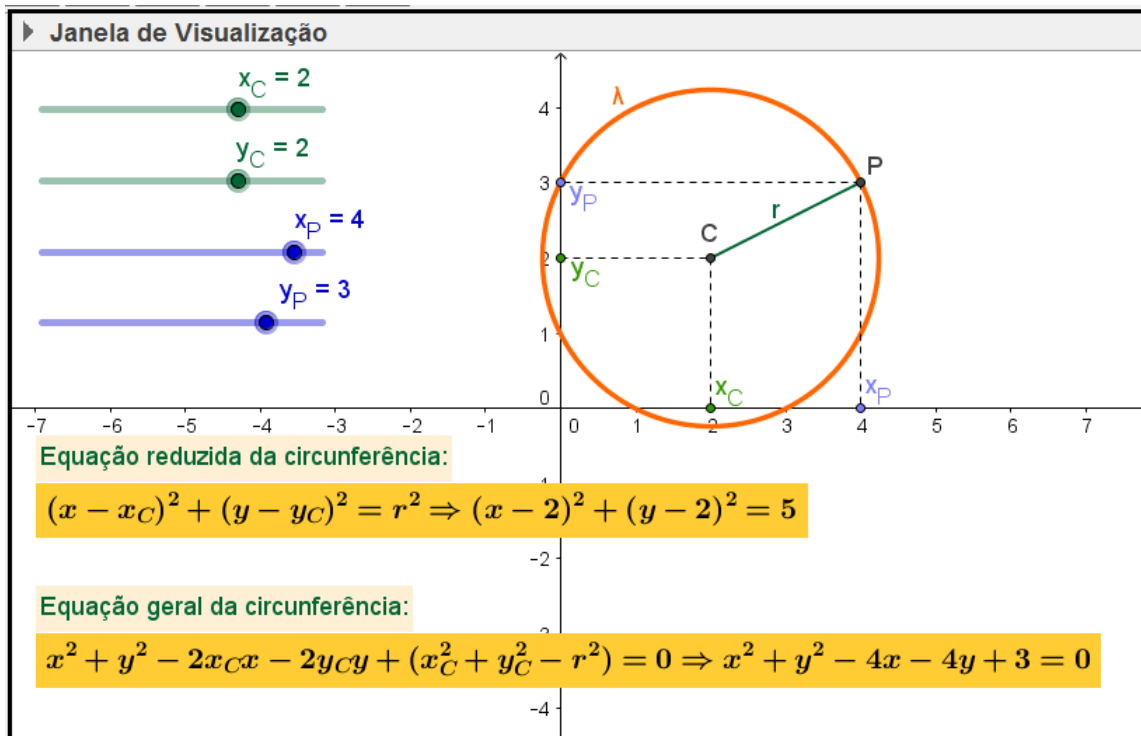 Janela de Visualização
x_C = 2
y_C = 2
x_P = 4
y_P = 3
λ
4
P
3
y_P
r
C
2
y_C
1
x_C
x_P
0
-7 -6 -5 -4 -3 -2 -1 0 1 2 3 4 5 6 7
Equação reduzida da circunferência:
(x − x_C)² + (y − y_C)² = r² ⇒ (x − 2)² + (y − 2)² = 5
-2
Equação geral da circunferência:
x² + y² − 2x_Cx − 2y_Cy + (x_C² + y_C² − r²) = 0 ⇒ x² + y² − 4x − 4y + 3 = 0
-4